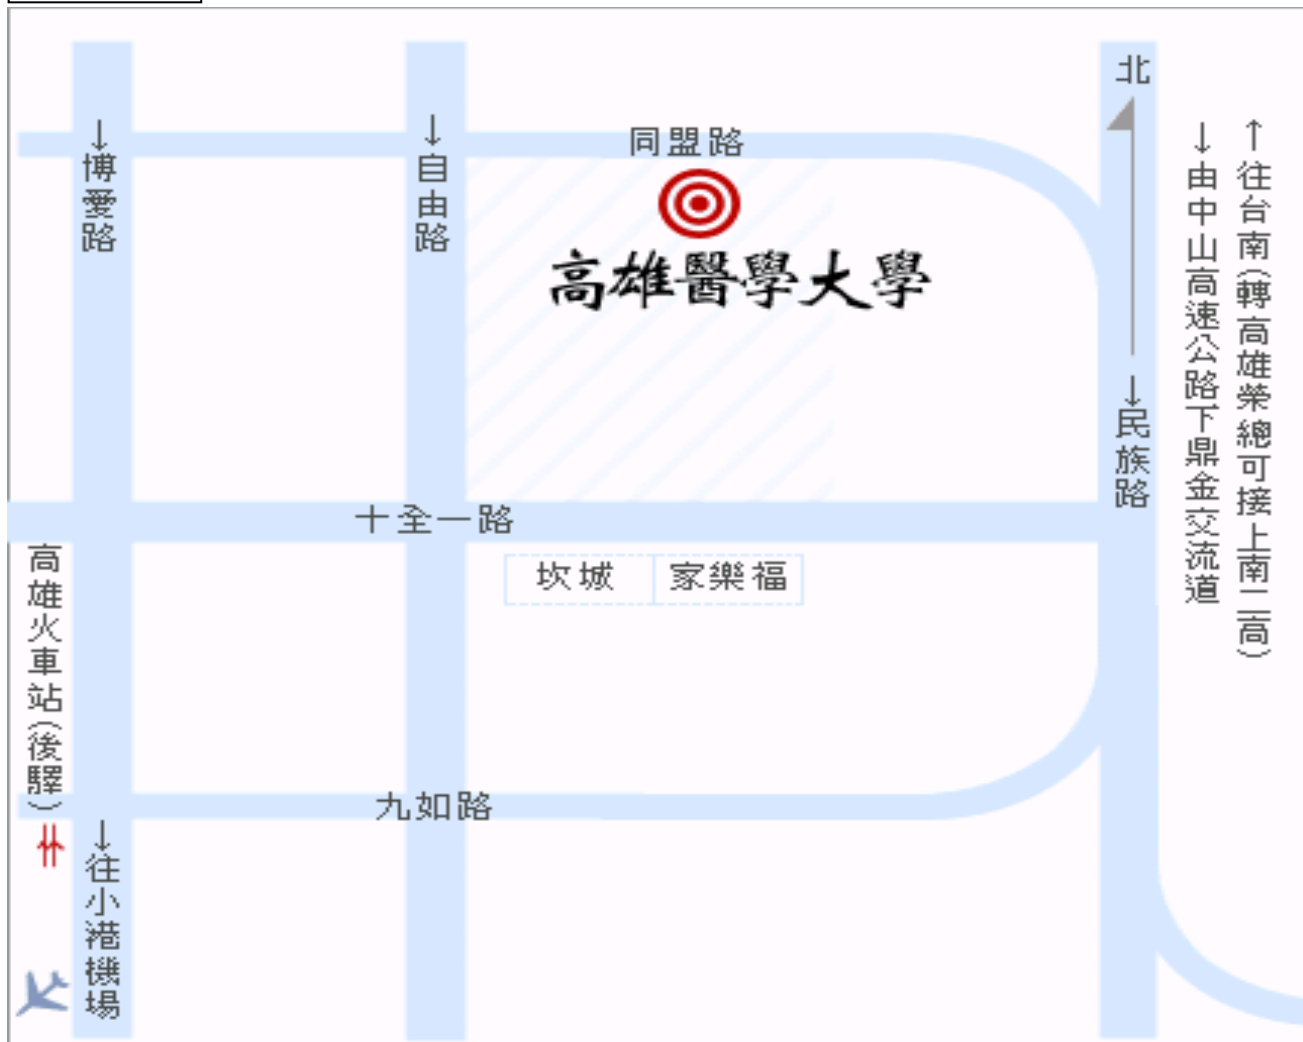 北
同盟路
↓博愛路
↓自由路
高雄醫學大學
↓民族路
↑往台南(轉高雄榮總可接上南二高)
↓由中山高速公路下鼎金交流道
十全一路
坎城
家樂福
高雄火車站(後驛)
九如路
↓往小港機場